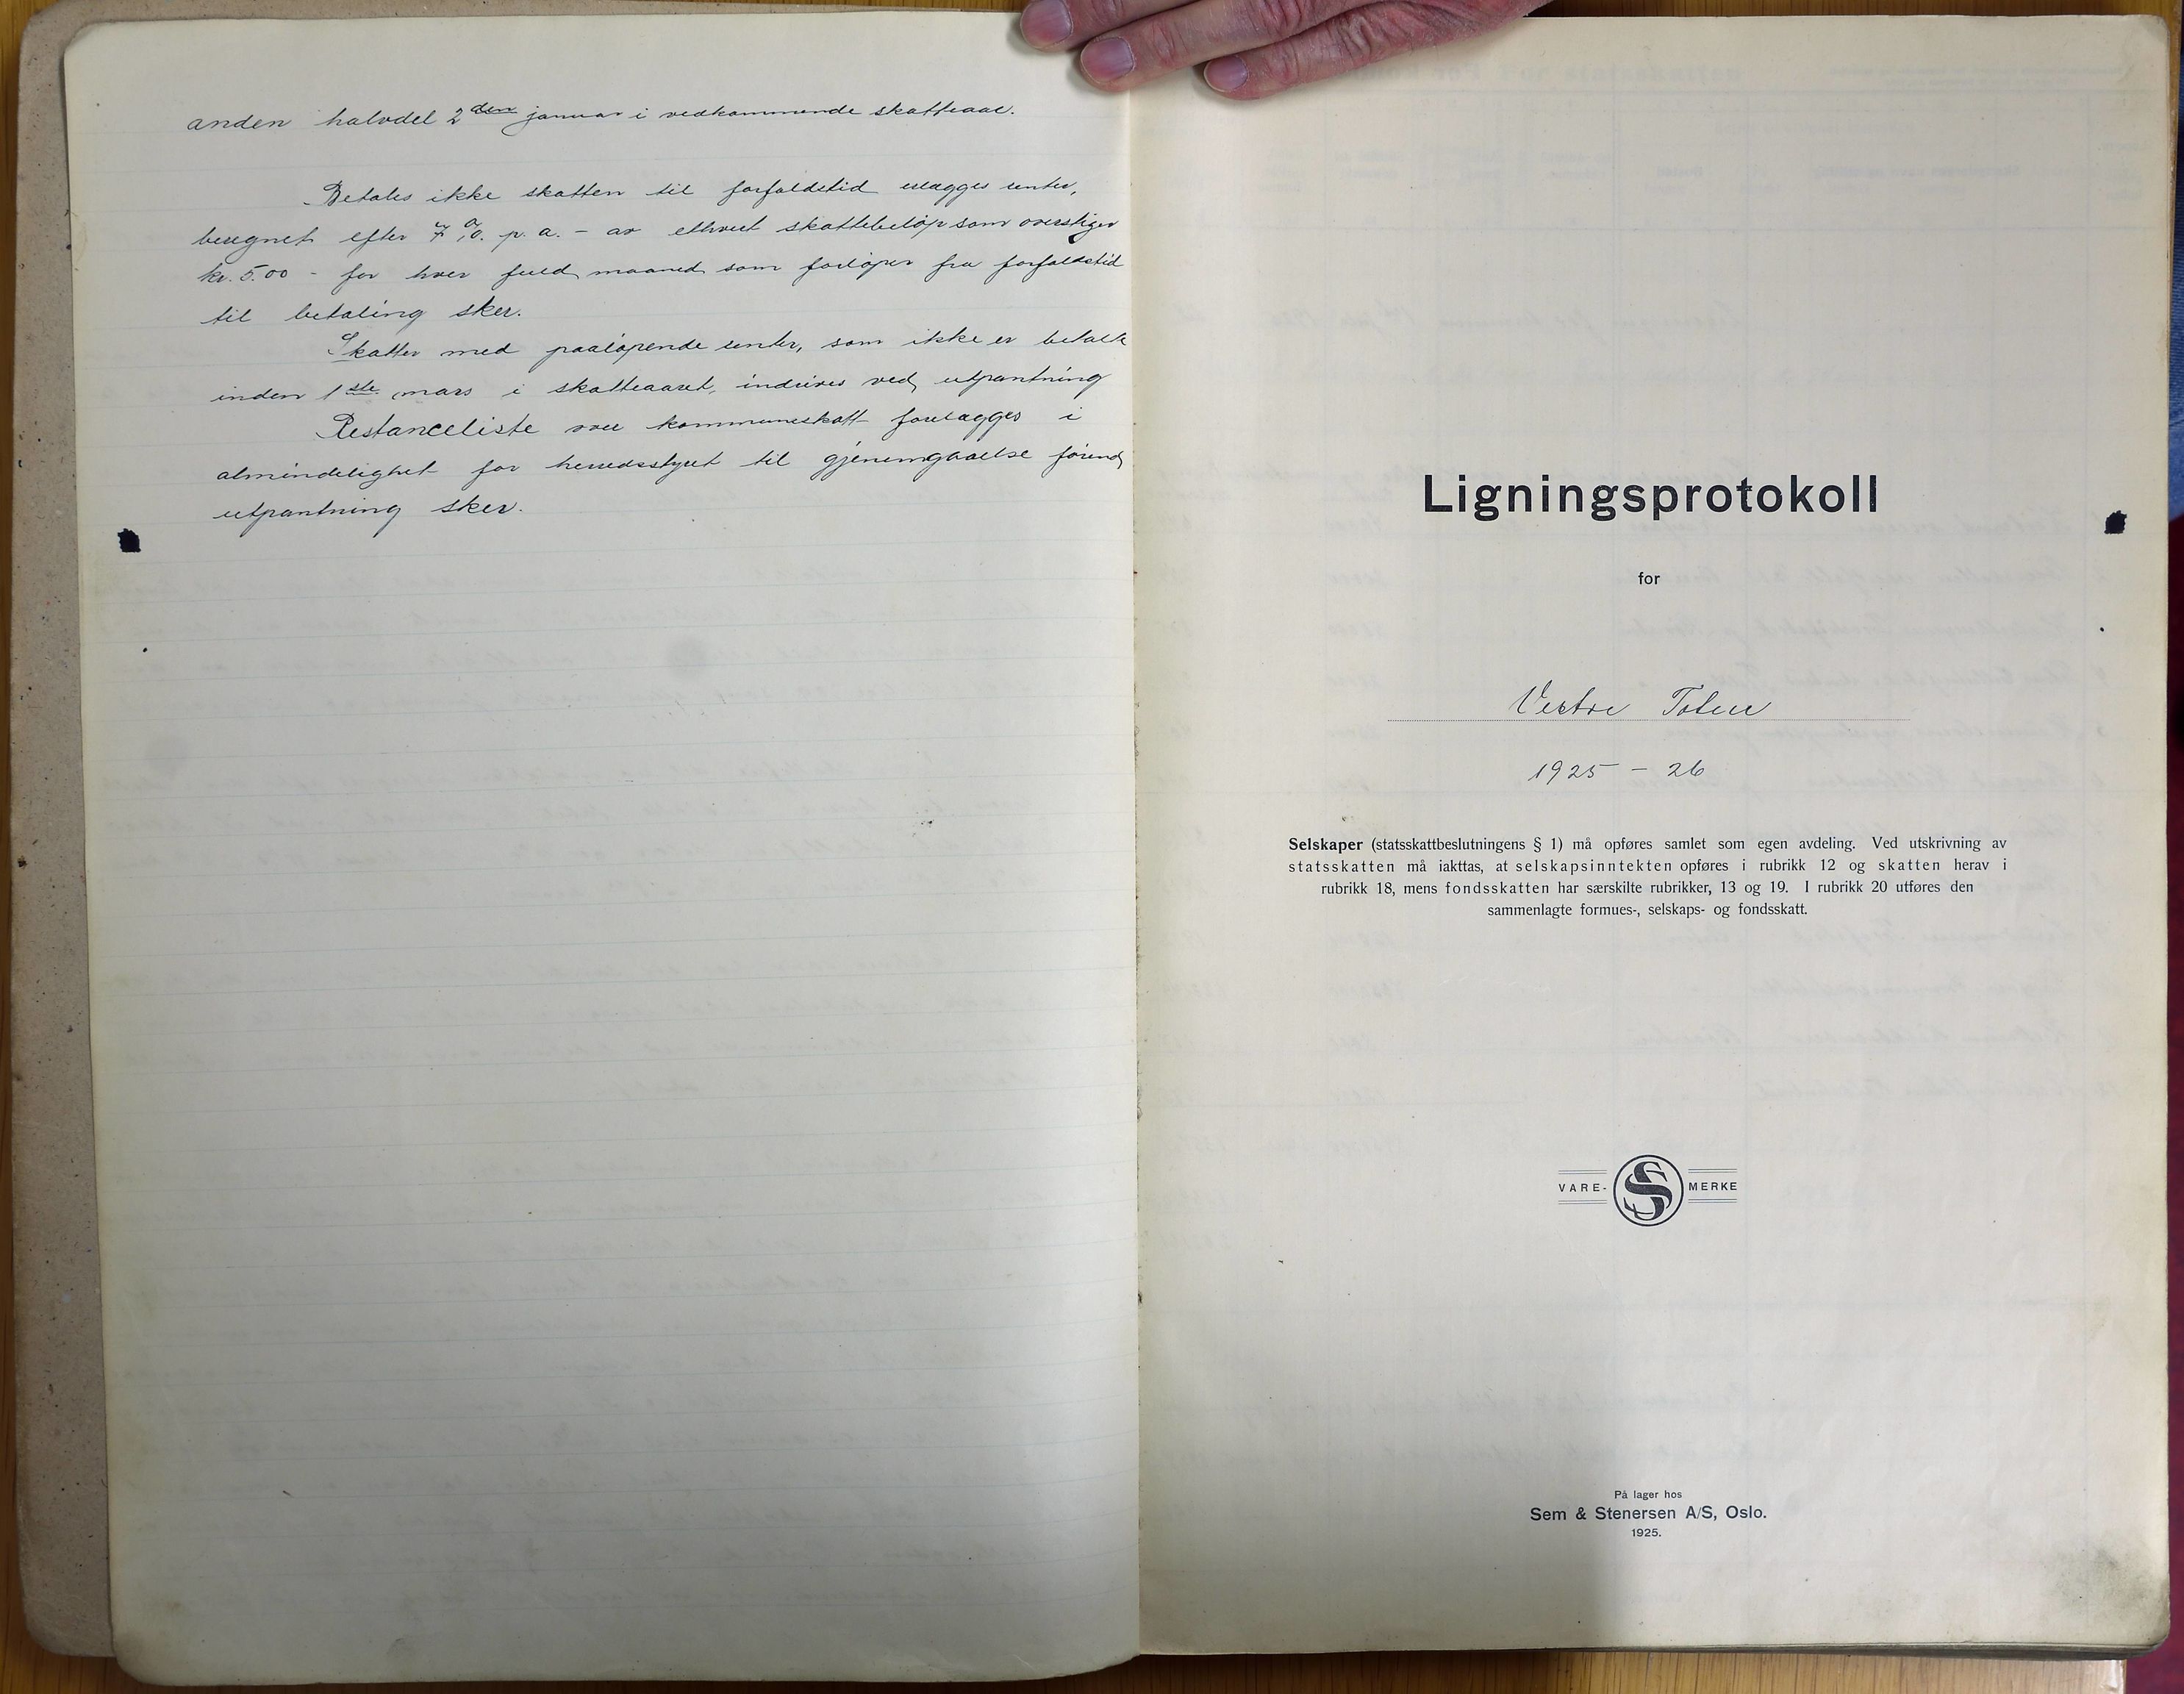 anden halvdel 2den januar i vedkommende skatteaar.
Betales ikke skatten til forfaldstid erlægges renter,
beregnet efter 7 %. p. a. - av ethvert skattebeløp som overstiger
kr. 5.00 - for hver fuld maaned som forløper fra forfaldstid
til betaling sker.
Skatter med paaløpende renter, som ikke er betalt
inden 1ste mars i skatteaaret, indrives ved utpantning
Restanceliste over kommuneskatt forelægges i
almindelighet for herredsstyret til gjenemgaaelse førend
utpantning sker.
Ligningsprotokoll
for
Vestre Toten
1925 - 26
Selskaper (statsskattbeslutningens § 1) må opføres samlet som egen avdeling. Ved utskrivning av
statsskatten må iakttas, at selskapsinntekten opføres i rubrikk 12 og skatten herav i
rubrikk 18, mens fondsskatten har særskilte rubrikker, 13 og 19. I rubrikk 20 utføres den
sammenlagte formues-, selskaps- og fondsskatt.
VARE- SS MERKE
På lager hos
Sem & Stenersen A/S, Oslo.
1925.